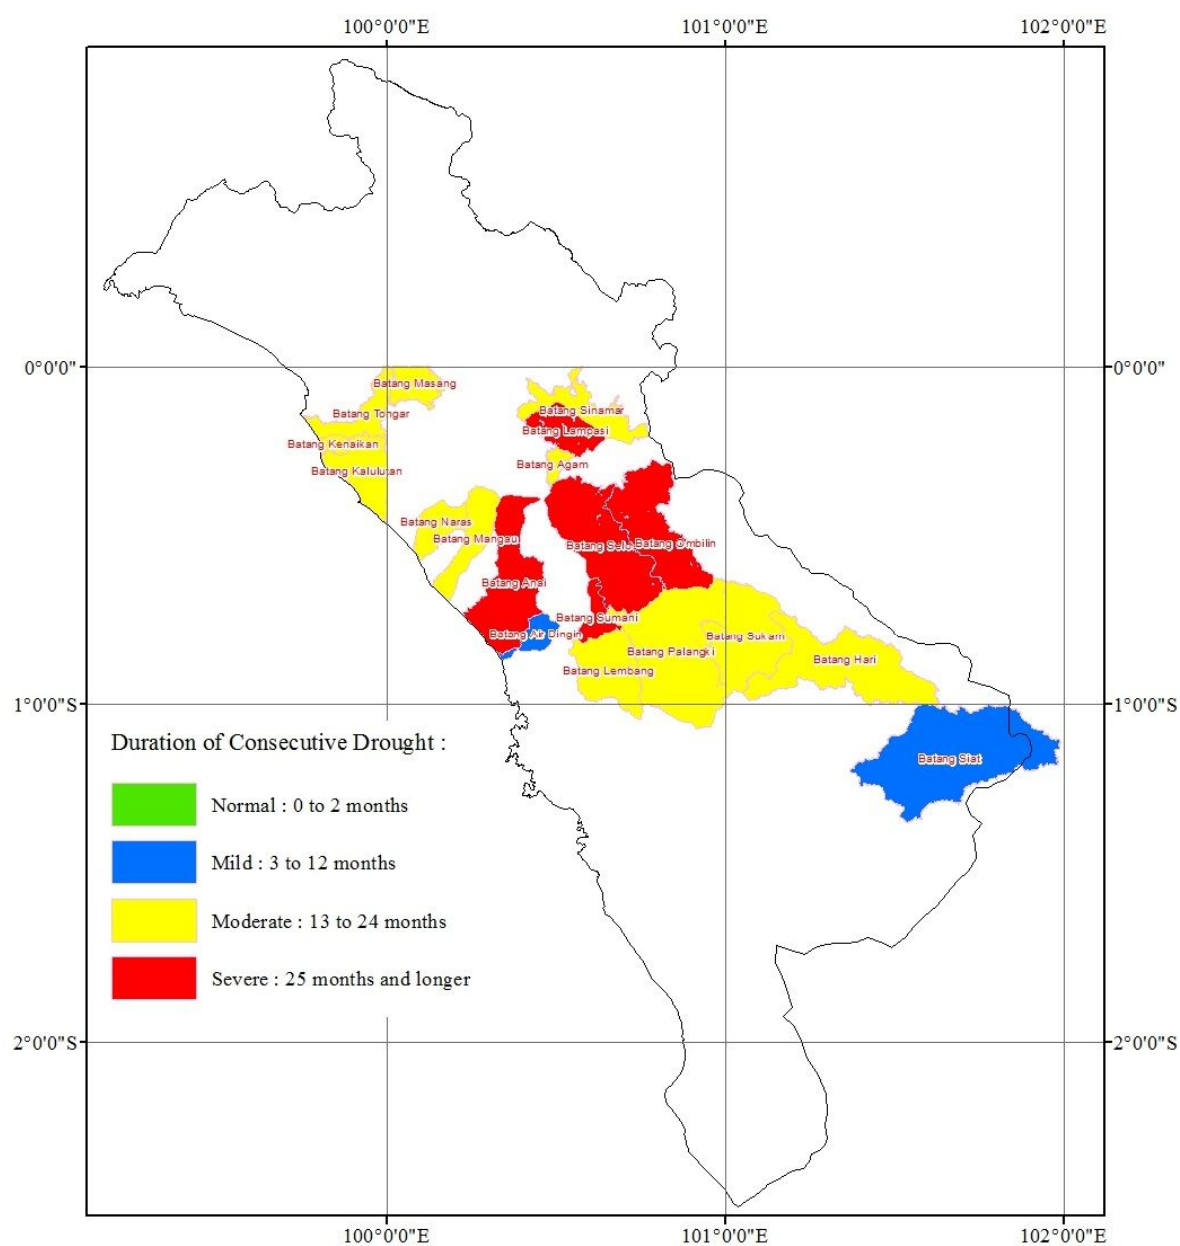 100°0'0"E
101°0'0"E
102°0'0"E
0°0'0"
0°0'0"
Batang Masang
Batang Tongar
Batang Sinamar
Batang Lampasi
Batang Kenaikan
Batang Kalulutan
Batang Agam
Batang Naras
Batang Mangau
Batang Ombilin
Batang Anai
Batang Sumani
Batang Air Dingin
Batang Sukam
Batang Palangki
Batang Hari
Batang Lembang
1°0'0"S
1°0'0"S
Batang Siat
Duration of Consecutive Drought :
Normal : 0 to 2 months
Mild : 3 to 12 months
Moderate : 13 to 24 months
Severe : 25 months and longer
2°0'0"S
2°0'0"S
100°0'0"E
101°0'0"E
102°0'0"E